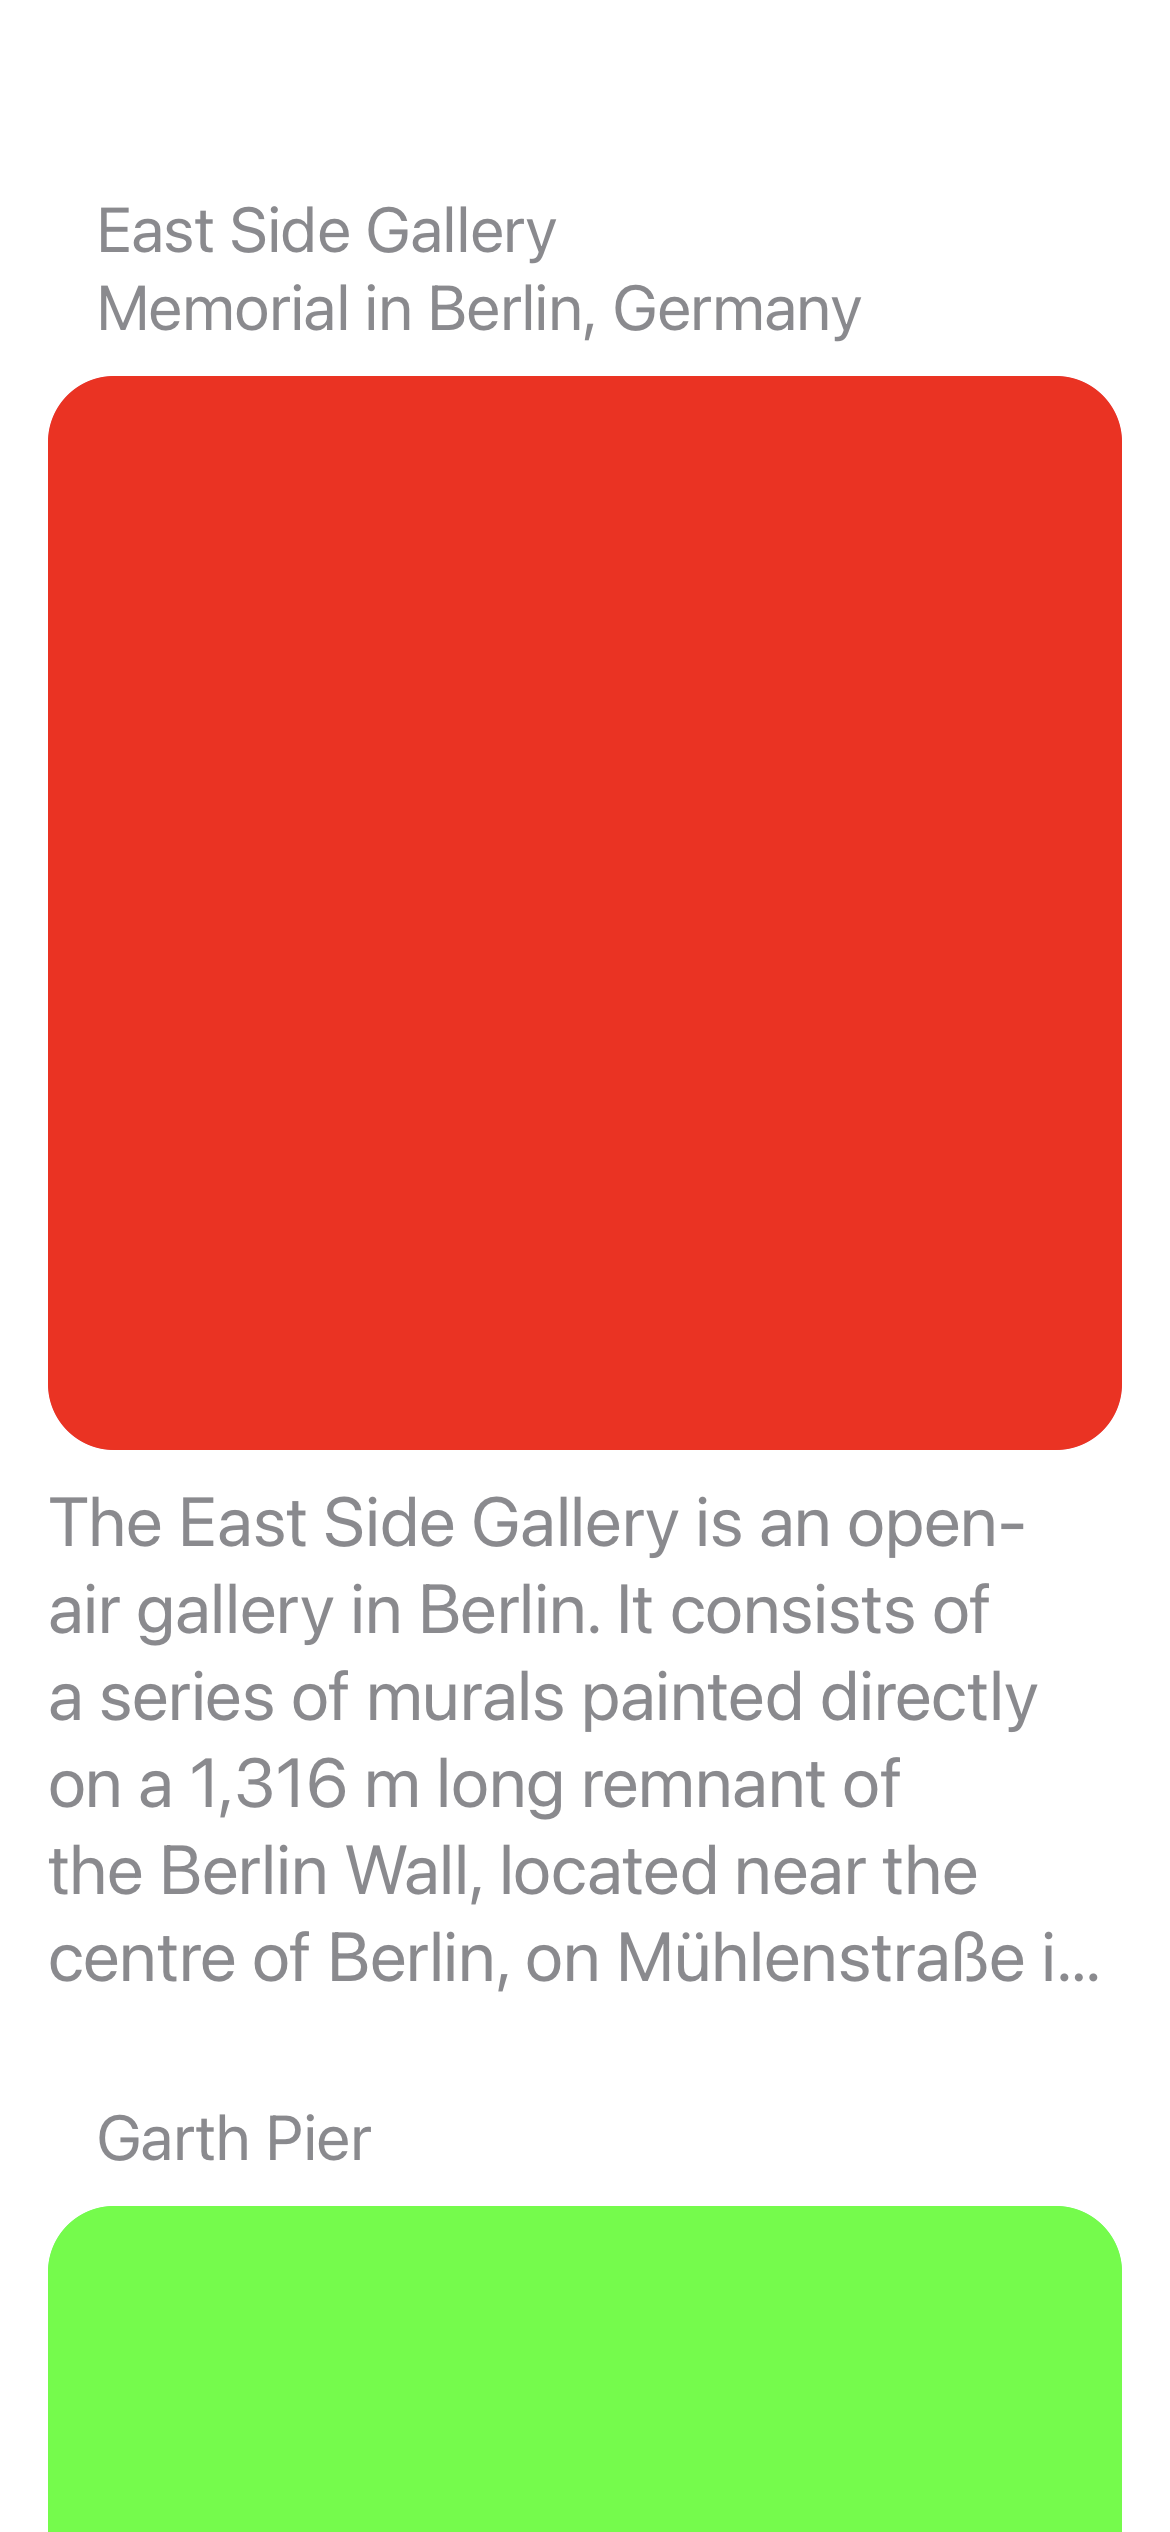 East Side Gallery
Memorial in Berlin, Germany
The East Side Gallery is an open-
air gallery in Berlin. It consists of
a series of murals painted directly
on a 1,316 m long remnant of
the Berlin Wall, located near the
centre of Berlin, on Mühlenstraße i...
Garth Pier